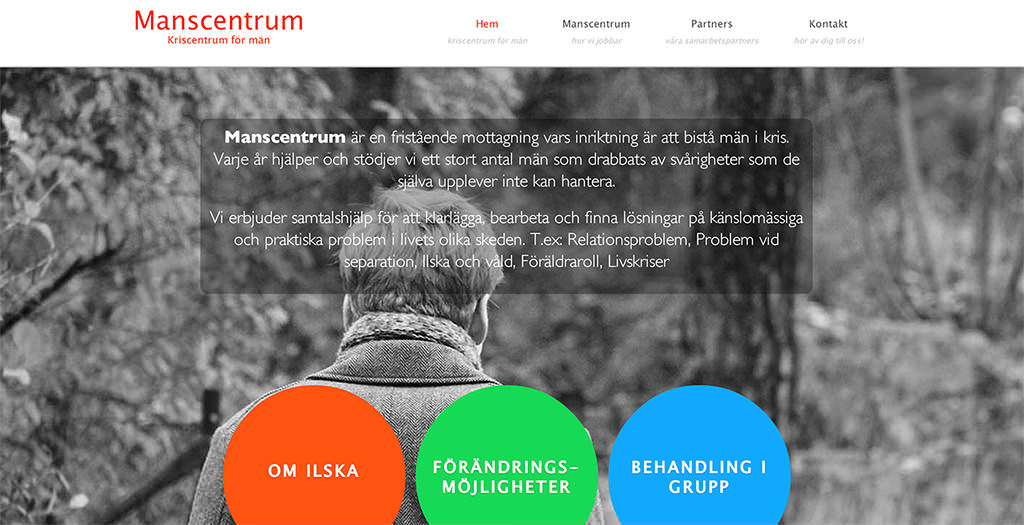 Manscentrum
Kriscentrum för män
Hem
kriscentrum för män
Manscentrum
hur vi jobbar
Partners
våra samarbetspartners
Kontakt
hör av dig till oss!
Manscentrum är en fristående mottagning vars inriktning är att bistå män i kris.
Varje år hjälper och stödjer vi ett stort antal män som drabbats av svårigheter som de
själva upplever inte kan hantera.
Vi erbjuder samtalshjälp för att klarlägga, bearbeta och finna lösningar på känslomässiga
och praktiska problem i livets olika skeden. T.ex: Relationsproblem, Problem vid
separation, Ilska och våld, Föräldraroll, Livskriser
OM ILSKA
FÖRÄNDRINGS-
MÖJLIGHETER
BEHANDLING I
GRUPP